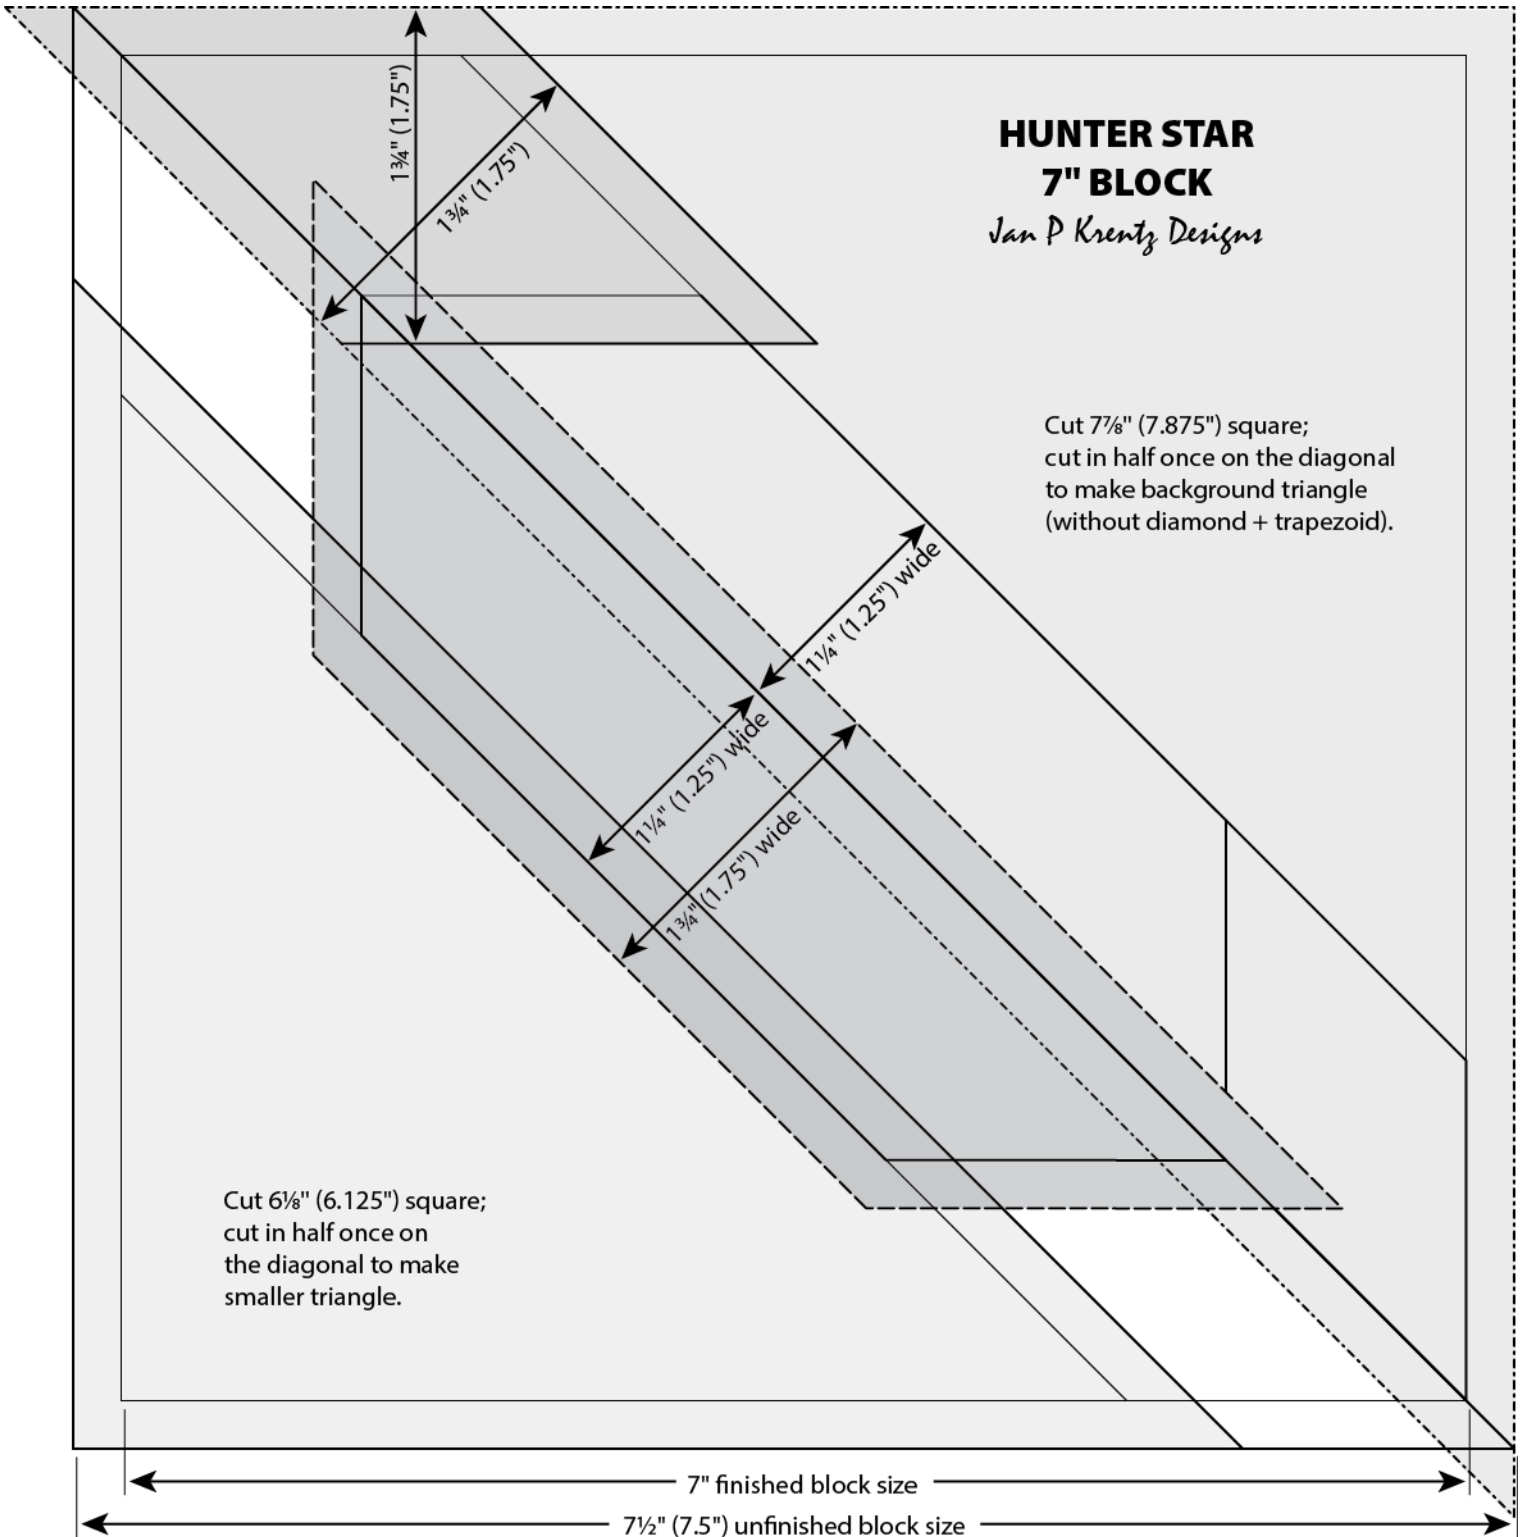 HUNTER STAR
7" BLOCK
Jan P Krentz Designs
1¾" (1.75")
1¾" (1.75")
Cut 7⅞" (7.875") square;
cut in half once on the diagonal
to make background triangle
(without diamond + trapezoid).
1¼" (1.25") wide
1¼" (1.25") wide
1¾" (1.75") wide
Cut 6⅛" (6.125") square;
cut in half once on
the diagonal to make
smaller triangle.
7" finished block size
7½" (7.5") unfinished block size